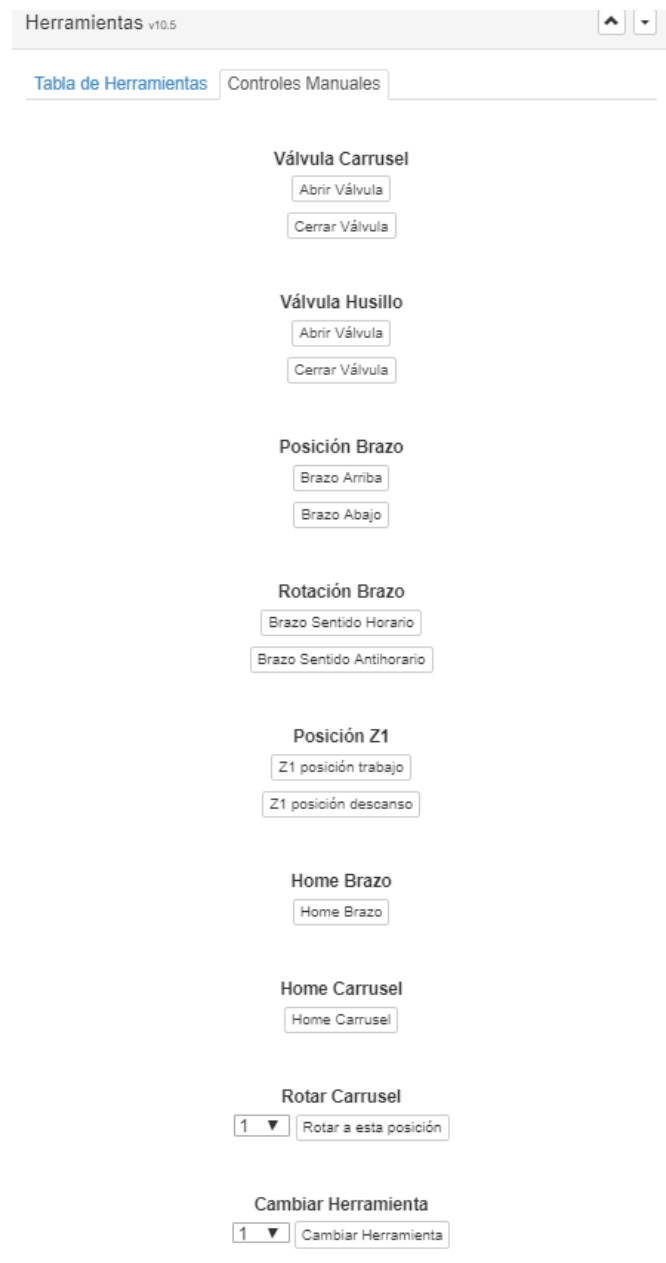 Herramientas v10.5
Tabla de Herramientas Controles Manuales
Válvula Carrusel
Abrir Válvula
Cerrar Válvula
Válvula Husillo
Abrir Válvula
Cerrar Válvula
Posición Brazo
Brazo Arriba
Brazo Abajo
Rotación Brazo
Brazo Sentido Horario
Brazo Sentido Antihorario
Posición Z1
Z1 posición trabajo
Z1 posición descanso
Home Brazo
Home Brazo
Home Carrusel
Home Carrusel
Rotar Carrusel
1 Rotar a esta posición
Cambiar Herramienta
1 Cambiar Herramienta